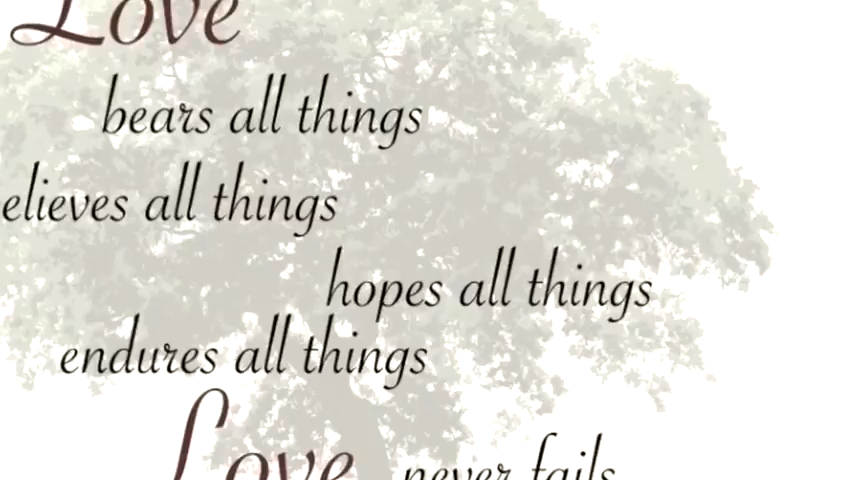 Love
bears all things
elieves all things
hopes all things
endures all things
Love never fails